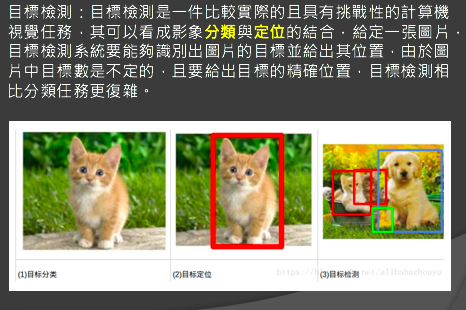 目標檢測：目標檢測是一件比較實際的且具有挑戰性的計算機
視覺任務，其可以看成影象分類與定位的結合，給定一張圖片，
目標檢測系統要能夠識別出圖片的目標並給出其位置，由於圖
片中目標數是不定的，且要給出目標的精確位置，目標檢測相
比分類任務更復雜。
(1)目标分类
(2)目标定位
(3)目标检测